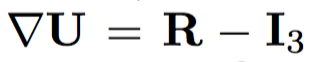 ∇U = R − I₃